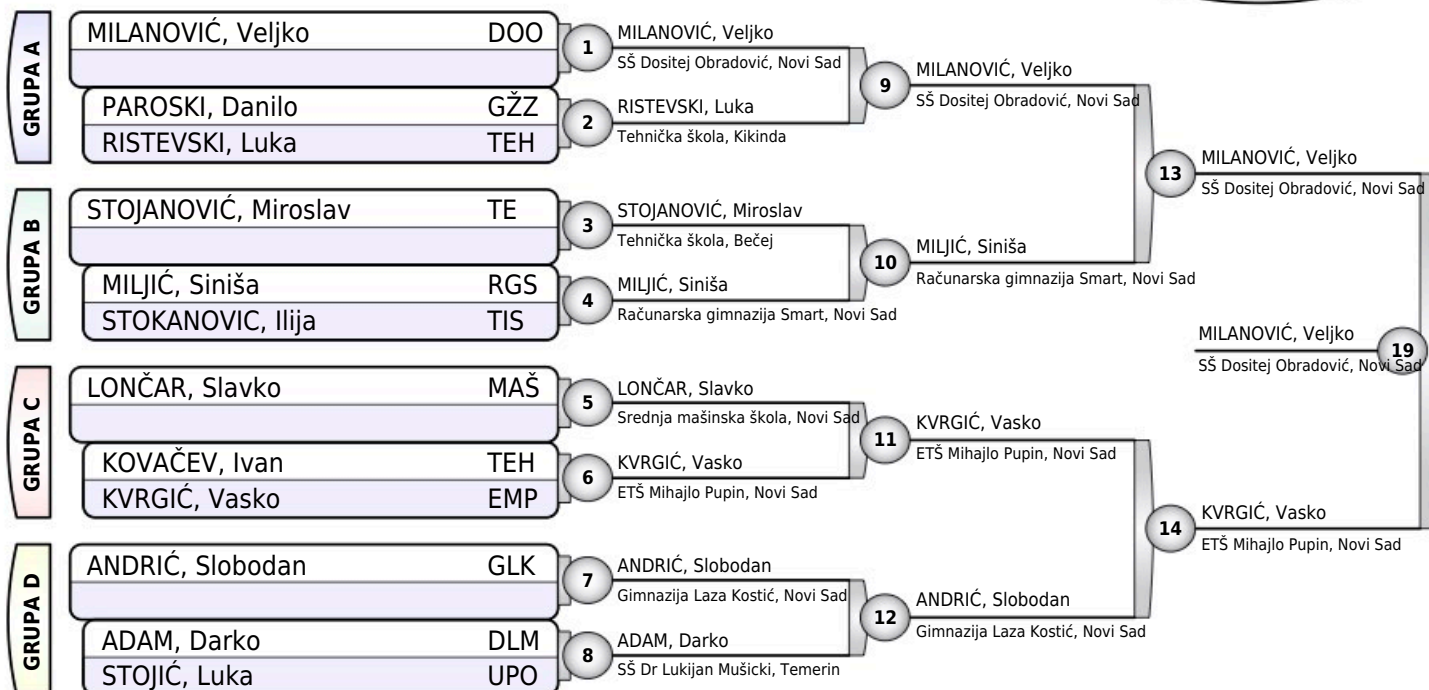 GRUPA A
MILANOVIĆ, Veljko DOO
PAROSKI, Danilo GŽZ
RISTEVSKI, Luka TEH
1
MILANOVIĆ, Veljko
SŠ Dositej Obradović, Novi Sad
2
RISTEVSKI, Luka
Tehnička škola, Kikinda
9
MILANOVIĆ, Veljko
SŠ Dositej Obradović, Novi Sad
GRUPA B
STOJANOVIĆ, Miroslav TE
MILJIĆ, Siniša RGS
STOKANOVIC, Ilija TIS
3
STOJANOVIĆ, Miroslav
Tehnička škola, Bečej
4
MILJIĆ, Siniša
Računarska gimnazija Smart, Novi Sad
10
MILJIĆ, Siniša
Računarska gimnazija Smart, Novi Sad
13
MILANOVIĆ, Veljko
SŠ Dositej Obradović, Novi Sad
GRUPA C
LONČAR, Slavko MAŠ
KOVAČEV, Ivan TEH
KVRGIĆ, Vasko EMP
5
LONČAR, Slavko
Srednja mašinska škola, Novi Sad
6
KVRGIĆ, Vasko
ETŠ Mihajlo Pupin, Novi Sad
11
KVRGIĆ, Vasko
ETŠ Mihajlo Pupin, Novi Sad
GRUPA D
ANDRIĆ, Slobodan GLK
ADAM, Darko DLM
STOJIĆ, Luka UPO
7
ANDRIĆ, Slobodan
Gimnazija Laza Kostić, Novi Sad
8
ADAM, Darko
SŠ Dr Lukijan Mušicki, Temerin
12
ANDRIĆ, Slobodan
Gimnazija Laza Kostić, Novi Sad
14
KVRGIĆ, Vasko
ETŠ Mihajlo Pupin, Novi Sad
MILANOVIĆ, Veljko
19
SŠ Dositej Obradović, Novi Sad